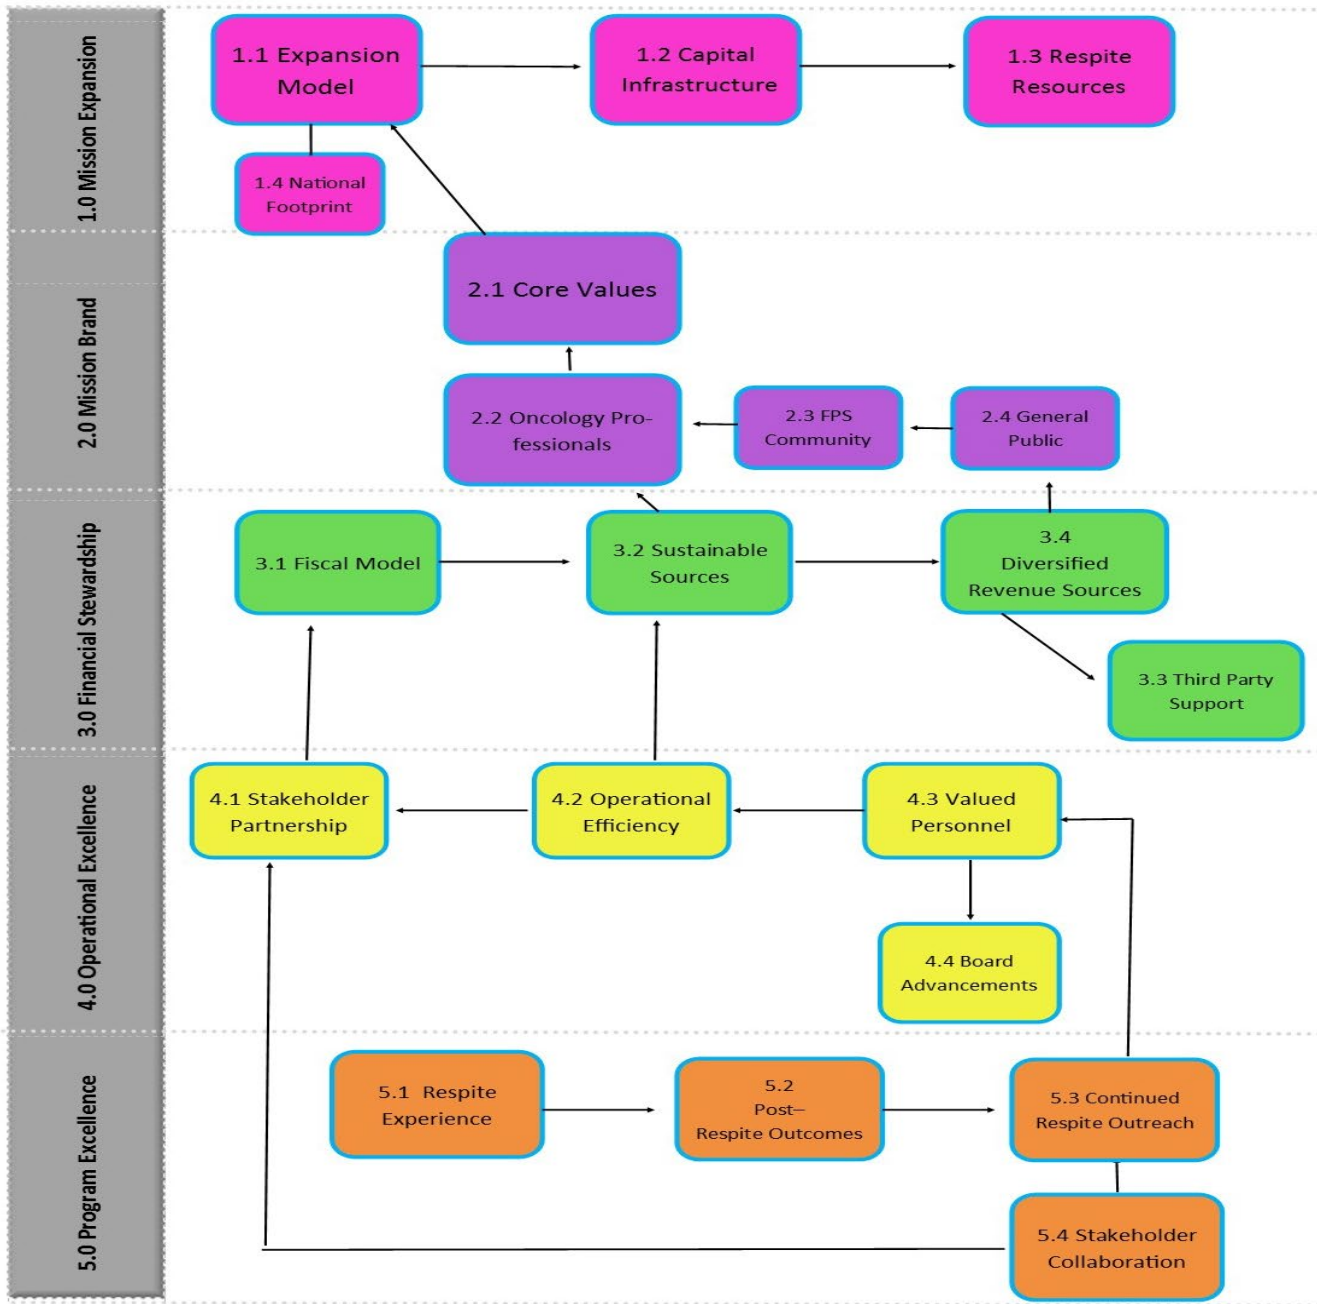 1.0 Mission Expansion
1.1 Expansion
Model
1.2 Capital
Infrastructure
1.3 Respite
Resources
1.4 National
Footprint
2.0 Mission Brand
2.1 Core Values
2.2 Oncology Pro-
fessionals
2.3 FPS
Community
2.4 General
Public
3.0 Financial Stewardship
3.1 Fiscal Model
3.2 Sustainable
Sources
3.4
Diversified
Revenue Sources
3.3 Third Party
Support
4.0 Operational Excellence
4.1 Stakeholder
Partnership
4.2 Operational
Efficiency
4.3 Valued
Personnel
4.4 Board
Advancements
5.0 Program Excellence
5.1 Respite
Experience
5.2
Post–
Respite Outcomes
5.3 Continued
Respite Outreach
5.4 Stakeholder
Collaboration